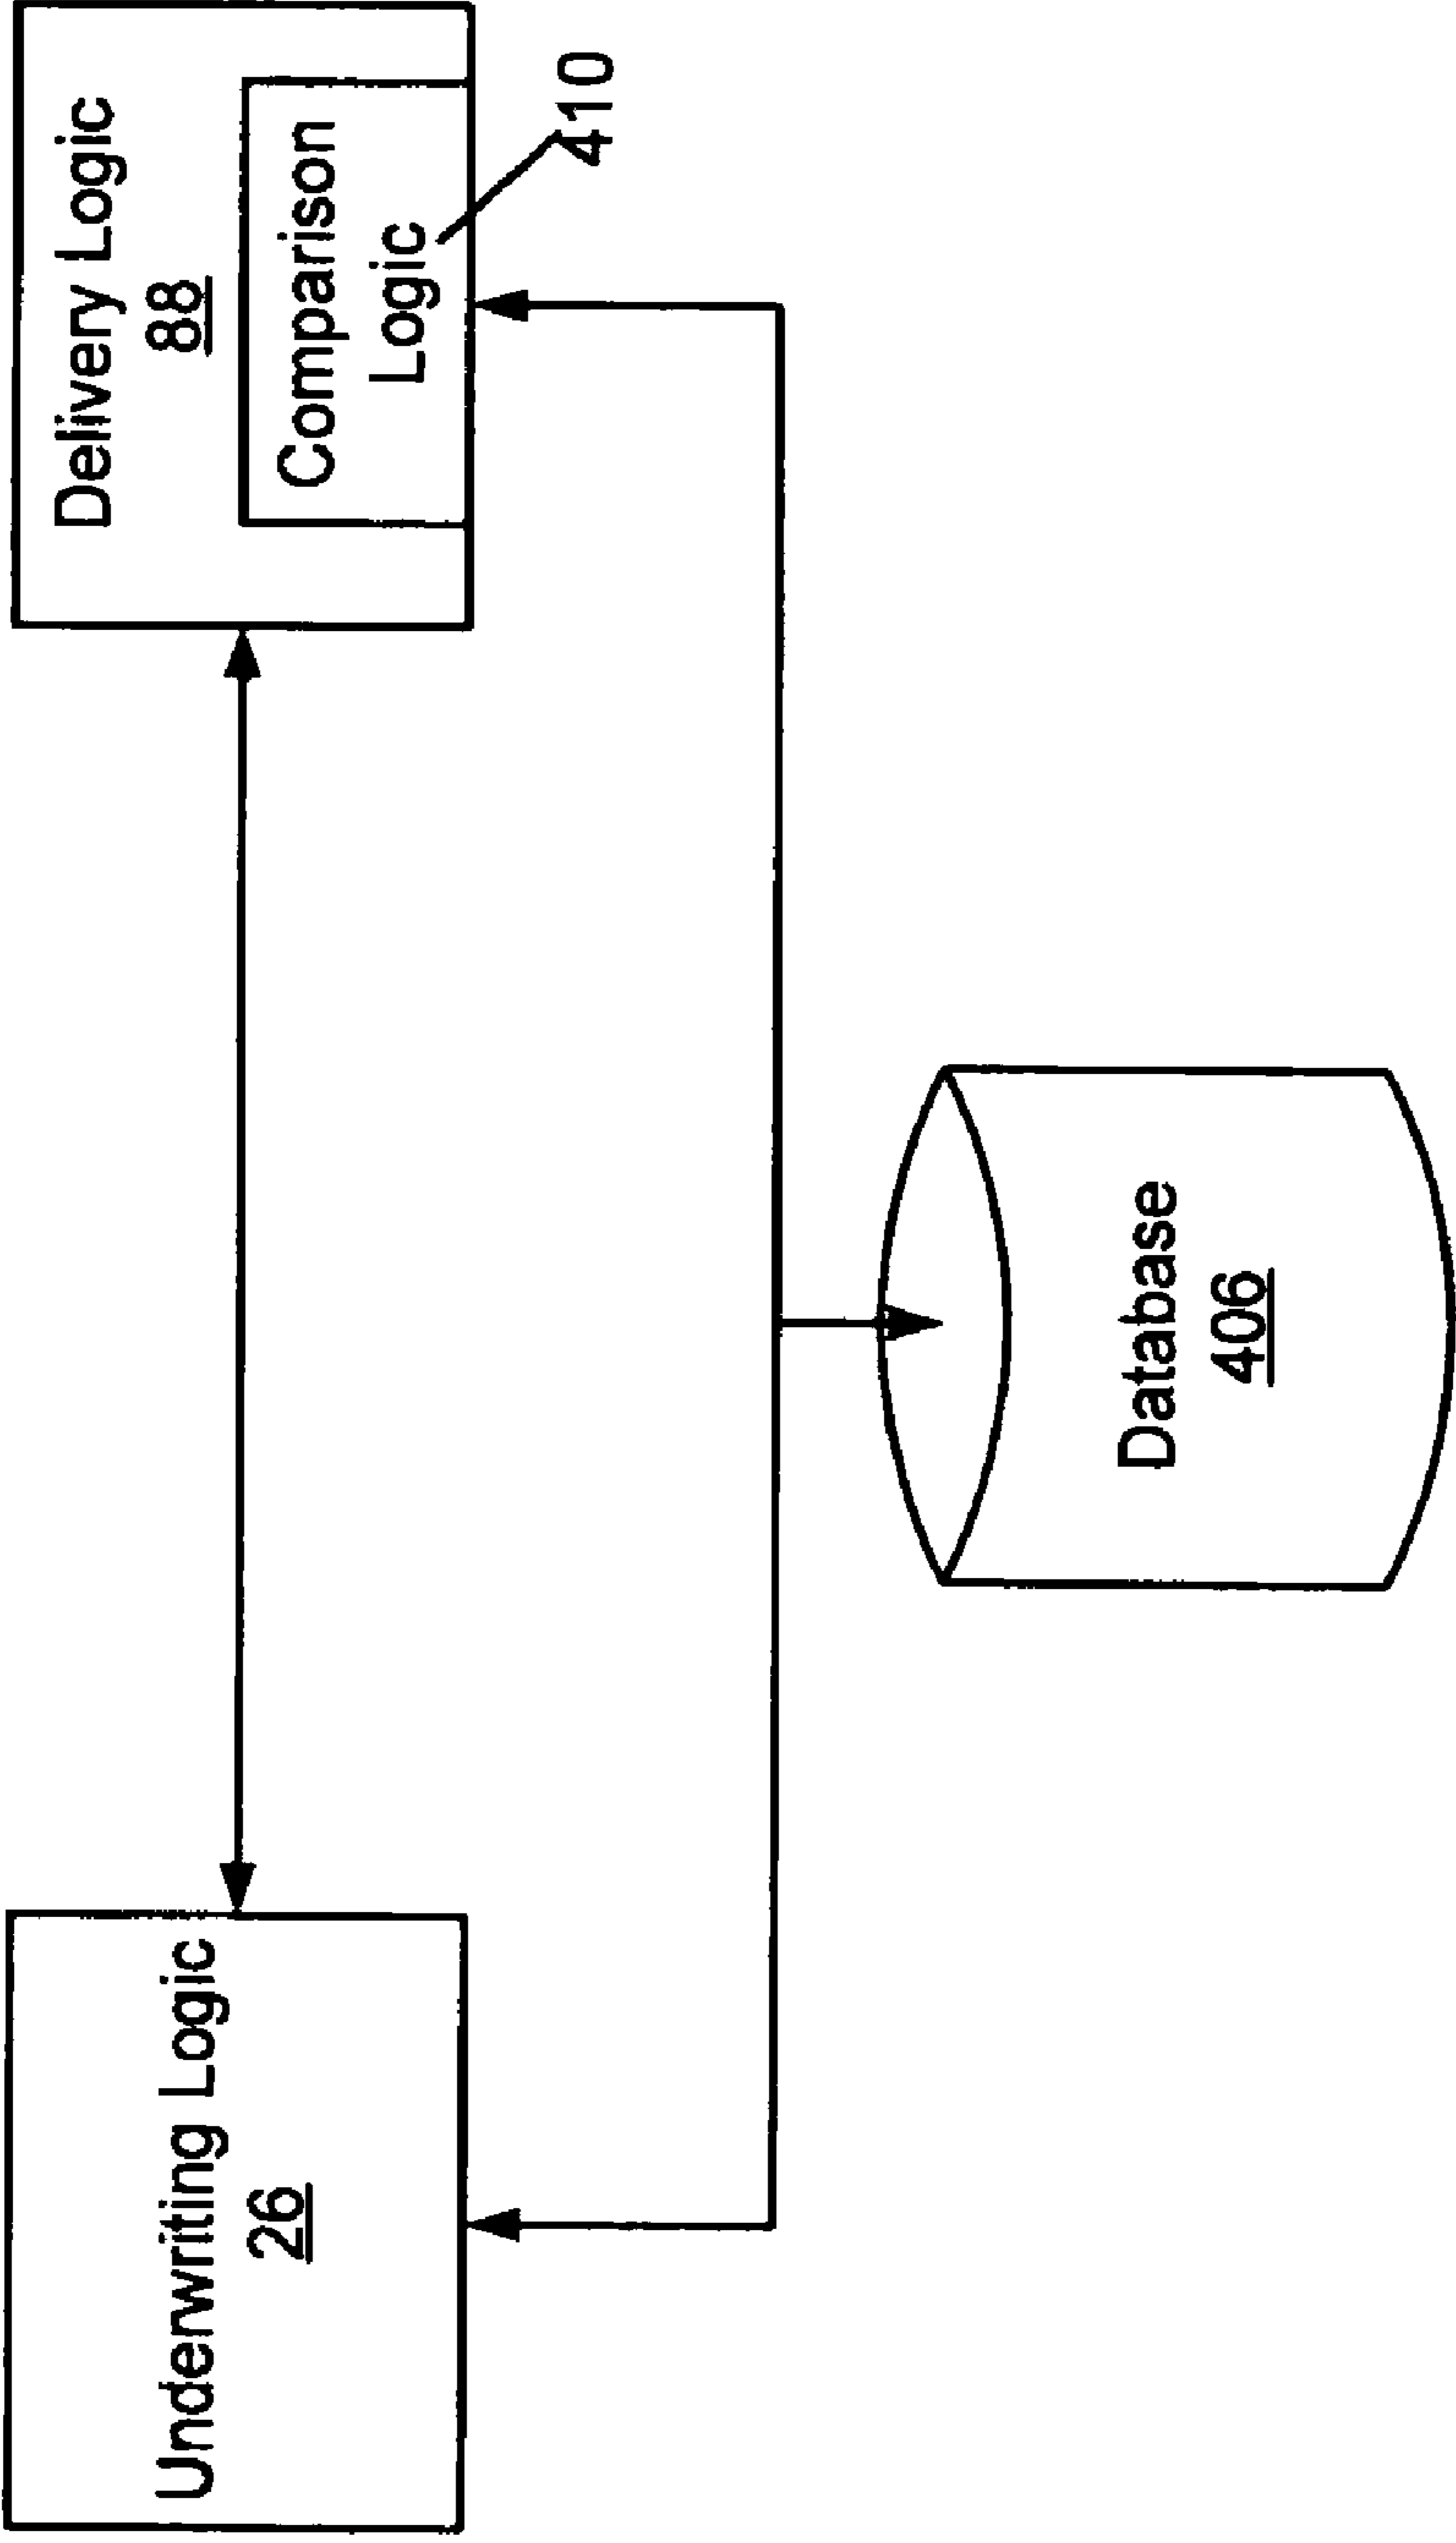 Underwriting Logic
26
Delivery Logic
88
Comparison
Logic
410
Database
406